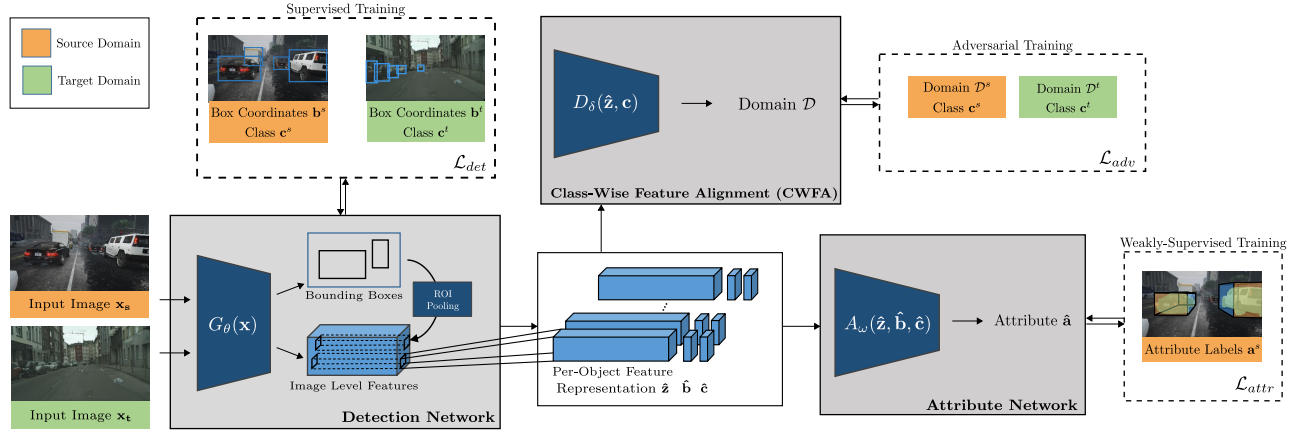 Source Domain
Target Domain
Supervised Training
Box Coordinates b^s
Class c^s
Box Coordinates b^t
Class c^t
ℒ_det
D_δ(ẑ, c)
Domain 𝒟
Class-Wise Feature Alignment (CWFA)
Adversarial Training
Domain 𝒟^s
Class c^s
Domain 𝒟^t
Class c^t
ℒ_adv
Input Image x_s
Input Image x_t
G_θ(x)
Bounding Boxes
ROI
Pooling
Image Level Features
Detection Network
Per-Object Feature
Representation ẑ b̂ ĉ
A_ω(ẑ, b̂, ĉ)
Attribute â
Attribute Network
Weakly-Supervised Training
Attribute Labels a^s
ℒ_attr